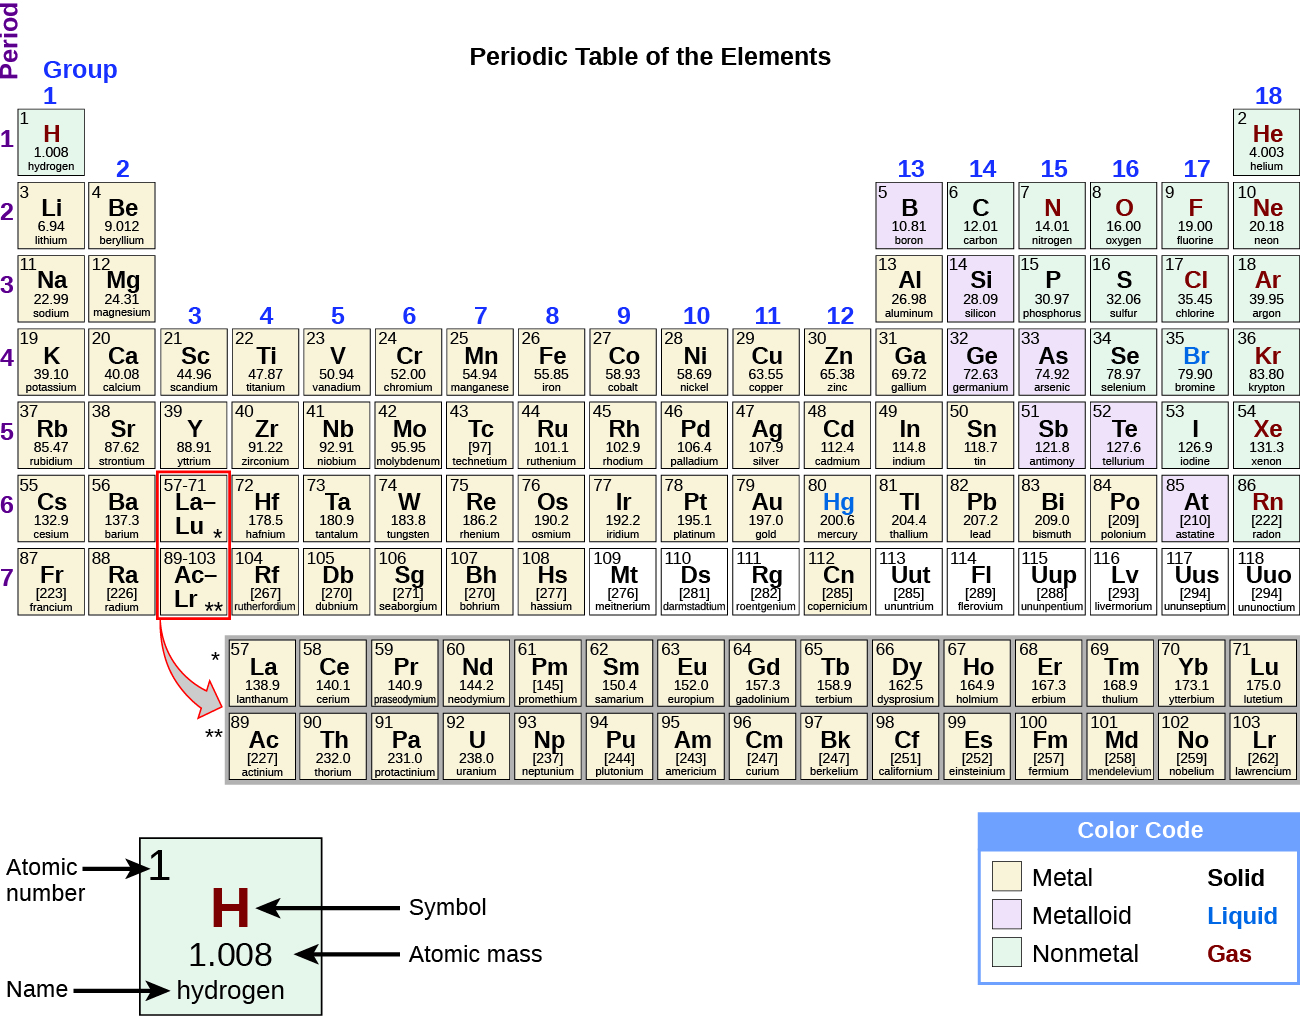 Period
Periodic Table of the Elements
Group
1 18
1 2
1 H He
1.008 4.003
hydrogen helium
2 13 14 15 16 17
3 4 5 6 7 8 9 10
2 Li Be B C N O F Ne
6.94 9.012 10.81 12.01 14.01 16.00 19.00 20.18
lithium beryllium boron carbon nitrogen oxygen fluorine neon
11 12 13 14 15 16 17 18
3 Na Mg Al Si P S Cl Ar
22.99 24.31 26.98 28.09 30.97 32.06 35.45 39.95
sodium magnesium aluminum silicon phosphorus sulfur chlorine argon
3 4 5 6 7 8 9 10 11 12
19 20 21 22 23 24 25 26 27 28 29 30 31 32 33 34 35 36
4 K Ca Sc Ti V Cr Mn Fe Co Ni Cu Zn Ga Ge As Se Br Kr
39.10 40.08 44.96 47.87 50.94 52.00 54.94 55.85 58.93 58.69 63.55 65.38 69.72 72.63 74.92 78.97 79.90 83.80
potassium calcium scandium titanium vanadium chromium manganese iron cobalt nickel copper zinc gallium germanium arsenic selenium bromine krypton
37 38 39 40 41 42 43 44 45 46 47 48 49 50 51 52 53 54
5 Rb Sr Y Zr Nb Mo Tc Ru Rh Pd Ag Cd In Sn Sb Te I Xe
85.47 87.62 88.91 91.22 92.91 95.95 [97] 101.1 102.9 106.4 107.9 112.4 114.8 118.7 121.8 127.6 126.9 131.3
rubidium strontium yttrium zirconium niobium molybdenum technetium ruthenium rhodium palladium silver cadmium indium tin antimony tellurium iodine xenon
55 56 57-71 72 73 74 75 76 77 78 79 80 81 82 83 84 85 86
6 Cs Ba La– Lu * Hf Ta W Re Os Ir Pt Au Hg Tl Pb Bi Po At Rn
132.9 137.3 178.5 180.9 183.8 186.2 190.2 192.2 195.1 197.0 200.6 204.4 207.2 209.0 [209] [210] [222]
cesium barium hafnium tantalum tungsten rhenium osmium iridium platinum gold mercury thallium lead bismuth polonium astatine radon
87 88 89-103 104 105 106 107 108 109 110 111 112 113 114 115 116 117 118
7 Fr Ra Ac– Lr ** Rf Db Sg Bh Hs Mt Ds Rg Cn Uut Fl Uup Lv Uus Uuo
[223] [226] [267] [270] [271] [270] [277] [276] [281] [282] [285] [285] [289] [288] [293] [294] [294]
francium radium rutherfordium dubnium seaborgium bohrium hassium meitnerium darmstadtium roentgenium copernicium ununtrium flerovium ununpentium livermorium ununseptium ununoctium
57 58 59 60 61 62 63 64 65 66 67 68 69 70 71
* La Ce Pr Nd Pm Sm Eu Gd Tb Dy Ho Er Tm Yb Lu
138.9 140.1 140.9 144.2 [145] 150.4 152.0 157.3 158.9 162.5 164.9 167.3 168.9 173.1 175.0
lanthanum cerium praseodymium neodymium promethium samarium europium gadolinium terbium dysprosium holmium erbium thulium ytterbium lutetium
89 90 91 92 93 94 95 96 97 98 99 100 101 102 103
** Ac Th Pa U Np Pu Am Cm Bk Cf Es Fm Md No Lr
[227] 232.0 231.0 238.0 [237] [244] [243] [247] [247] [251] [252] [257] [258] [259] [262]
actinium thorium protactinium uranium neptunium plutonium americium curium berkelium californium einsteinium fermium mendelevium nobelium lawrencium
Atomic
number
1
H
Symbol
1.008
Atomic mass
Name
hydrogen
Color Code
Metal Solid
Metalloid Liquid
Nonmetal Gas